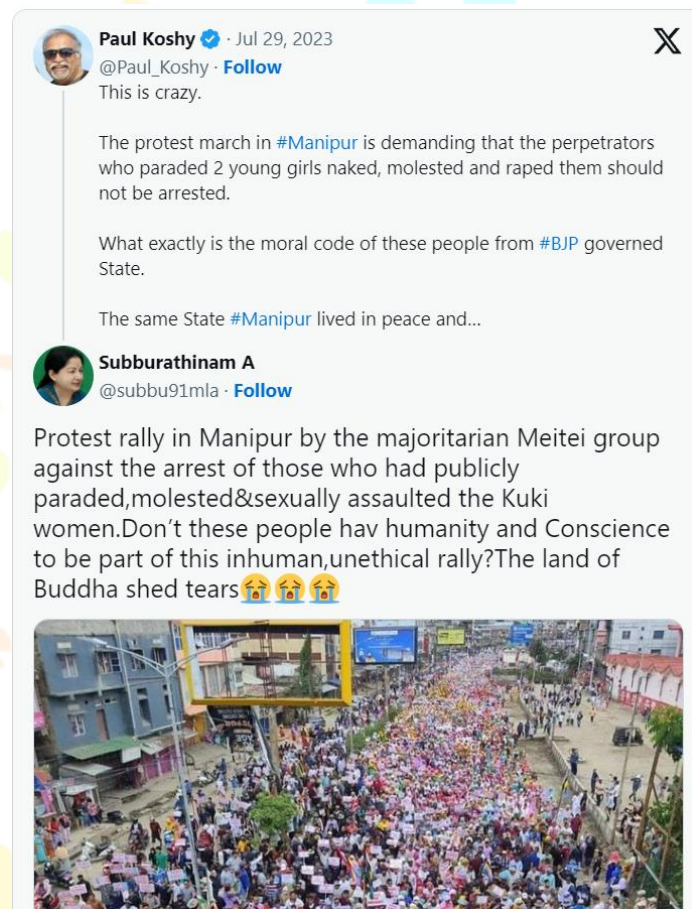 Paul Koshy · Jul 29, 2023
@Paul_Koshy · Follow
This is crazy.
The protest march in #Manipur is demanding that the perpetrators
who paraded 2 young girls naked, molested and raped them should
not be arrested.
What exactly is the moral code of these people from #BJP governed
State.
The same State #Manipur lived in peace and...
Subburathinam A
@subbu91mla · Follow
Protest rally in Manipur by the majoritarian Meitei group
against the arrest of those who had publicly
paraded,molested&sexually assaulted the Kuki
women.Don’t these people hav humanity and Conscience
to be part of this inhuman,unethical rally?The land of
Buddha shed tears😭😭😭